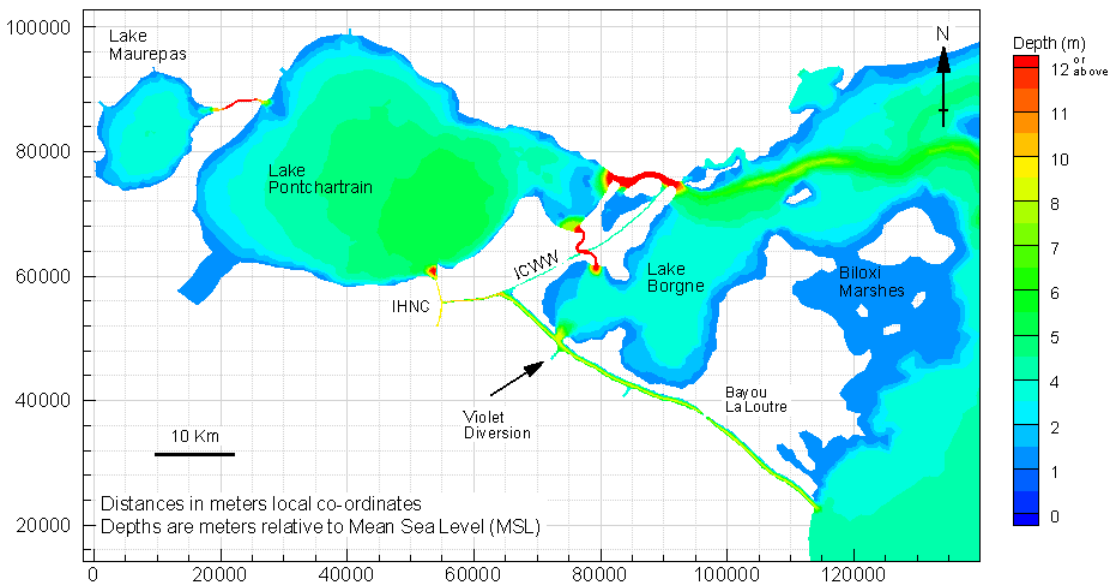 100000
80000
60000
40000
20000
0
20000
40000
60000
80000
100000
120000
Lake
Maurepas
Lake
Pontchartrain
IHNC
ICWW
Lake
Borgne
Biloxi
Marshes
Violet
Diversion
Bayou
La Loutre
N
10 Km
Distances in meters local co-ordinates
Depths are meters relative to Mean Sea Level (MSL)
Depth (m)
12 or above
11
10
9
8
7
6
5
4
3
2
1
0